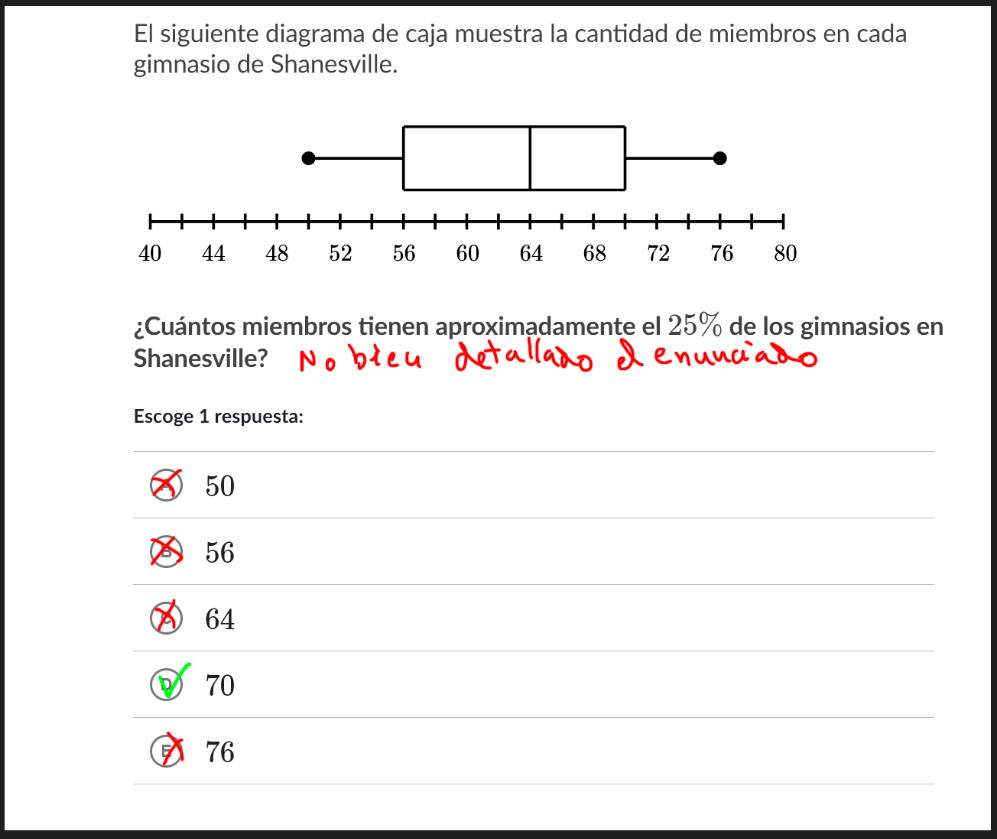 El siguiente diagrama de caja muestra la cantidad de miembros en cada
gimnasio de Shanesville.
40 44 48 52 56 60 64 68 72 76 80
¿Cuántos miembros tienen aproximadamente el 25% de los gimnasios en
Shanesville? No bien detallado el enunciado
Escoge 1 respuesta:
A 50
B 56
C 64
D 70
E 76